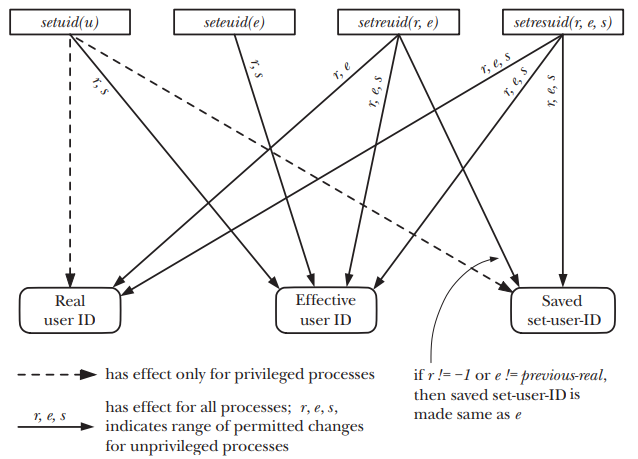 setuid(u)
seteuid(e)
setreuid(r, e)
setresuid(r, e, s)
r, s
r, s
r, e
r, e, s
r, e, s
r, e, s
r, e, s
Real
user ID
Effective
user ID
Saved
set-user-ID
has effect only for privileged processes
r, e, s
has effect for all processes; r, e, s,
indicates range of permitted changes
for unprivileged processes
if r != −1 or e != previous-real,
then saved set-user-ID is
made same as e